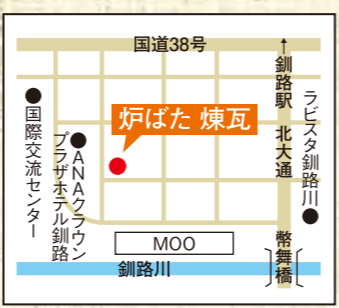 国道38号
↑釧路駅
北大通
ラビスタ釧路川
炉ばた 煉瓦
国際交流センター
ANAクラウン
プラザホテル釧路
MOO
幣舞橋
釧路川